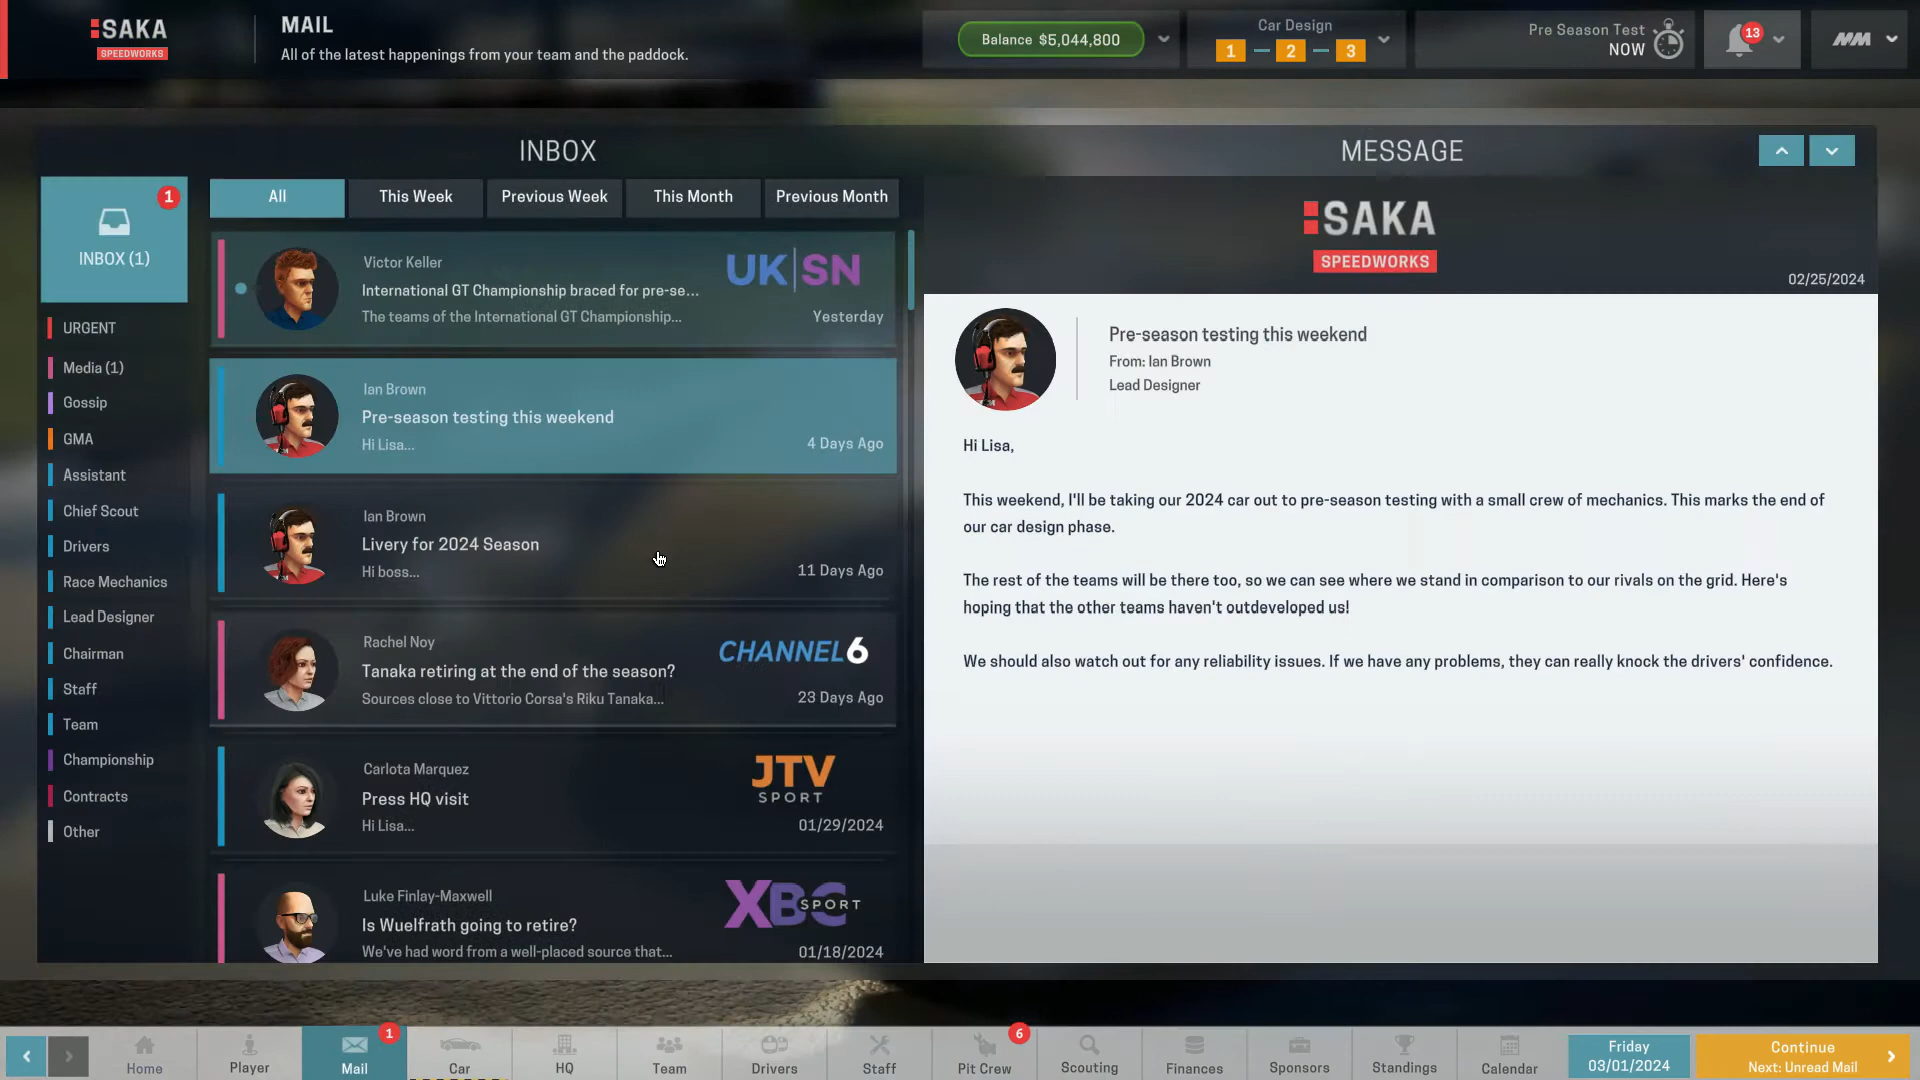 SAKA
SPEEDWORKS
MAIL
All of the latest happenings from your team and the paddock.
Balance $5,044,800
Car Design
1 2 3
Pre Season Test
NOW
13
INBOX
MESSAGE
1
INBOX (1)
All
This Week
Previous Week
This Month
Previous Month
URGENT
Media (1)
Gossip
GMA
Assistant
Chief Scout
Drivers
Race Mechanics
Lead Designer
Chairman
Staff
Team
Championship
Contracts
Other
Victor Keller
International GT Championship braced for pre-se...
The teams of the International GT Championship...
UK|SN
Yesterday
Ian Brown
Pre-season testing this weekend
Hi Lisa...
4 Days Ago
Ian Brown
Livery for 2024 Season
Hi boss...
11 Days Ago
Rachel Noy
Tanaka retiring at the end of the season?
Sources close to Vittorio Corsa's Riku Tanaka...
CHANNEL6
23 Days Ago
Carlota Marquez
Press HQ visit
Hi Lisa...
JTV
SPORT
01/29/2024
Luke Finlay-Maxwell
Is Wuelfrath going to retire?
We've had word from a well-placed source that...
XBC SPORT
01/18/2024
SAKA
SPEEDWORKS
02/25/2024
Pre-season testing this weekend
From: Ian Brown
Lead Designer
Hi Lisa,
This weekend, I'll be taking our 2024 car out to pre-season testing with a small crew of mechanics. This marks the end of
our car design phase.
The rest of the teams will be there too, so we can see where we stand in comparison to our rivals on the grid. Here's
hoping that the other teams haven't outdeveloped us!
We should also watch out for any reliability issues. If we have any problems, they can really knock the drivers' confidence.
Home
Player
Mail
1
Car
HQ
Team
Drivers
Staff
Pit Crew
6
Scouting
Finances
Sponsors
Standings
Calendar
Friday
03/01/2024
Continue
Next: Unread Mail